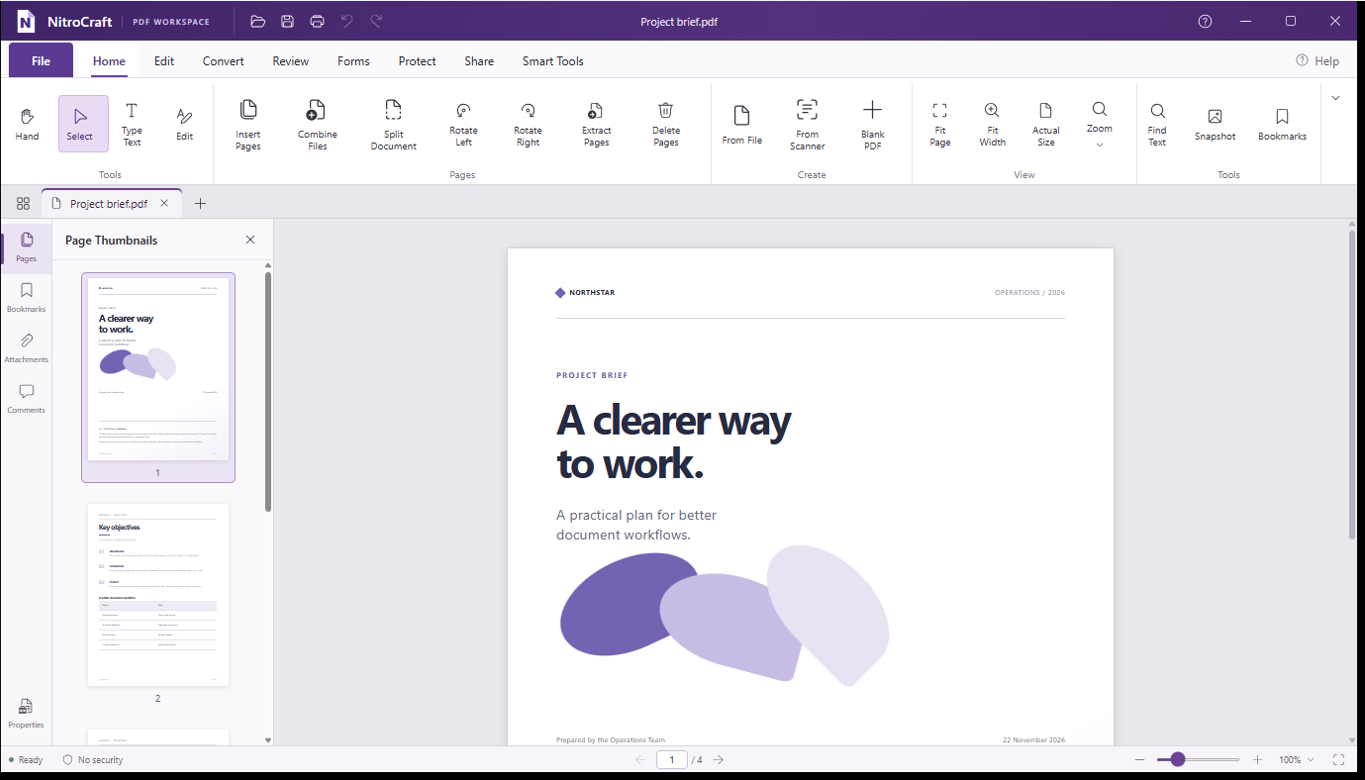 N NitroCraft PDF WORKSPACE Project brief.pdf
File Home Edit Convert Review Forms Protect Share Smart Tools Help
Hand
Select
Type Text
Edit
Insert Pages
Combine Files
Split Document
Rotate Left
Rotate Right
Extract Pages
Delete Pages
From File
From Scanner
Blank PDF
Fit Page
Fit Width
Actual Size
Zoom
Find Text
Snapshot
Bookmarks
Tools Pages Create View Tools
Project brief.pdf
Pages
Bookmarks
Attachments
Comments
Properties
Page Thumbnails
A clearer way
to work.
1
Key objectives
2
NORTHSTAR OPERATIONS / 2026
PROJECT BRIEF
A clearer way
to work.
A practical plan for better
document workflows.
Prepared by the Operations Team 22 November 2026
Ready No security 1 / 4 100%